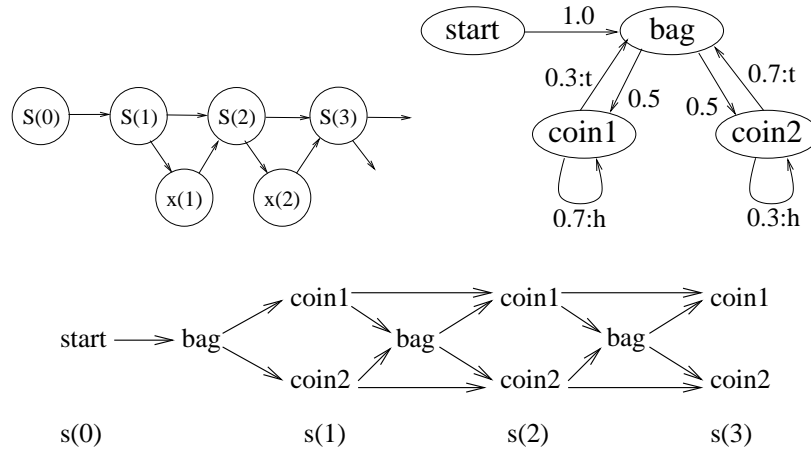 S(0) S(1) S(2) S(3)
x(1) x(2)
start 1.0 bag
0.3:t 0.5 0.5 0.7:t
coin1 coin2
0.7:h 0.3:h
coin1 coin1 coin1
start bag bag bag
coin2 coin2 coin2
s(0) s(1) s(2) s(3)